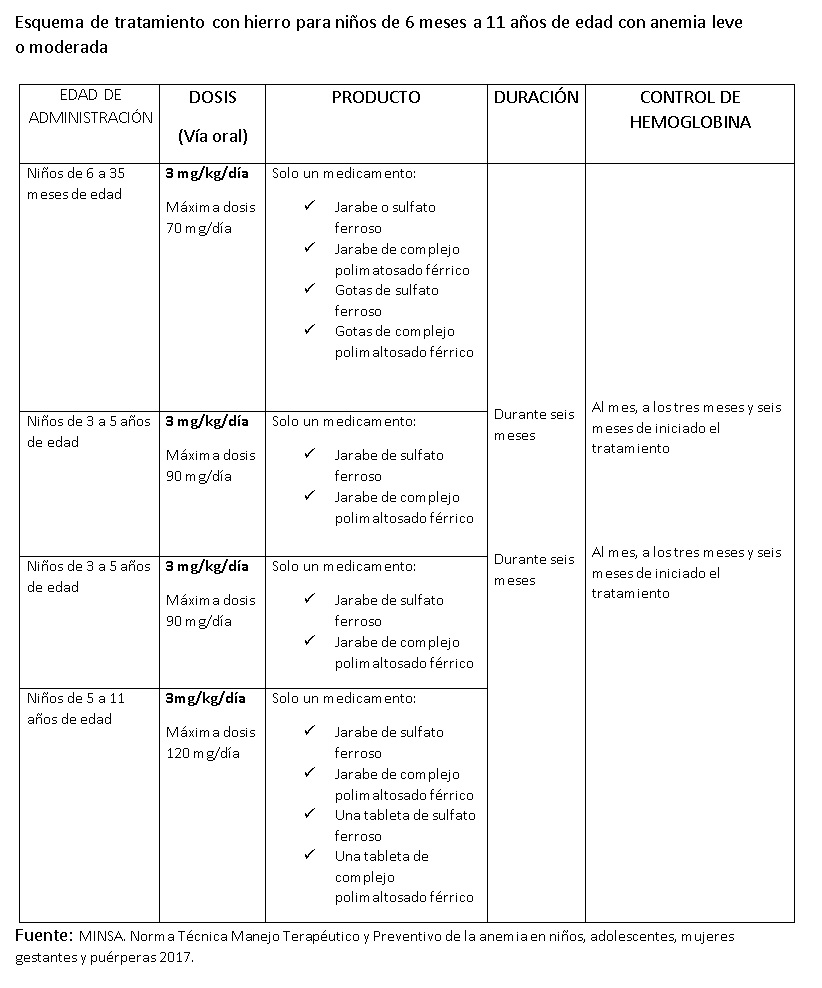 Esquema de tratamiento con hierro para niños de 6 meses a 11 años de edad con anemia leve
o moderada
EDAD DE
ADMINISTRACIÓN
DOSIS
(Vía oral)
PRODUCTO
DURACIÓN
CONTROL DE
HEMOGLOBINA
Niños de 6 a 35
meses de edad
3 mg/kg/día
Máxima dosis
70 mg/día
Solo un medicamento:
✓ Jarabe o sulfato
ferroso
✓ Jarabe de complejo
polimatosado férrico
✓ Gotas de sulfato
ferroso
✓ Gotas de complejo
polimaltosado férrico
Durante seis
meses
Al mes, a los tres meses y seis
meses de iniciado el
tratamiento
Niños de 3 a 5 años
de edad
3 mg/kg/día
Máxima dosis
90 mg/día
Solo un medicamento:
✓ Jarabe de sulfato
ferroso
✓ Jarabe de complejo
polimaltosado férrico
Durante seis
meses
Al mes, a los tres meses y seis
meses de iniciado el
tratamiento
Niños de 3 a 5 años
de edad
3 mg/kg/día
Máxima dosis
90 mg/día
Solo un medicamento:
✓ Jarabe de sulfato
ferroso
✓ Jarabe de complejo
polimaltosado férrico
Niños de 5 a 11
años de edad
3mg/kg/día
Máxima dosis
120 mg/día
Solo un medicamento:
✓ Jarabe de sulfato
ferroso
✓ Jarabe de complejo
polimaltosado férrico
✓ Una tableta de sulfato
ferroso
✓ Una tableta de
complejo
polimaltosado férrico
Fuente: MINSA. Norma Técnica Manejo Terapéutico y Preventivo de la anemia en niños, adolescentes, mujeres
gestantes y puérperas 2017.